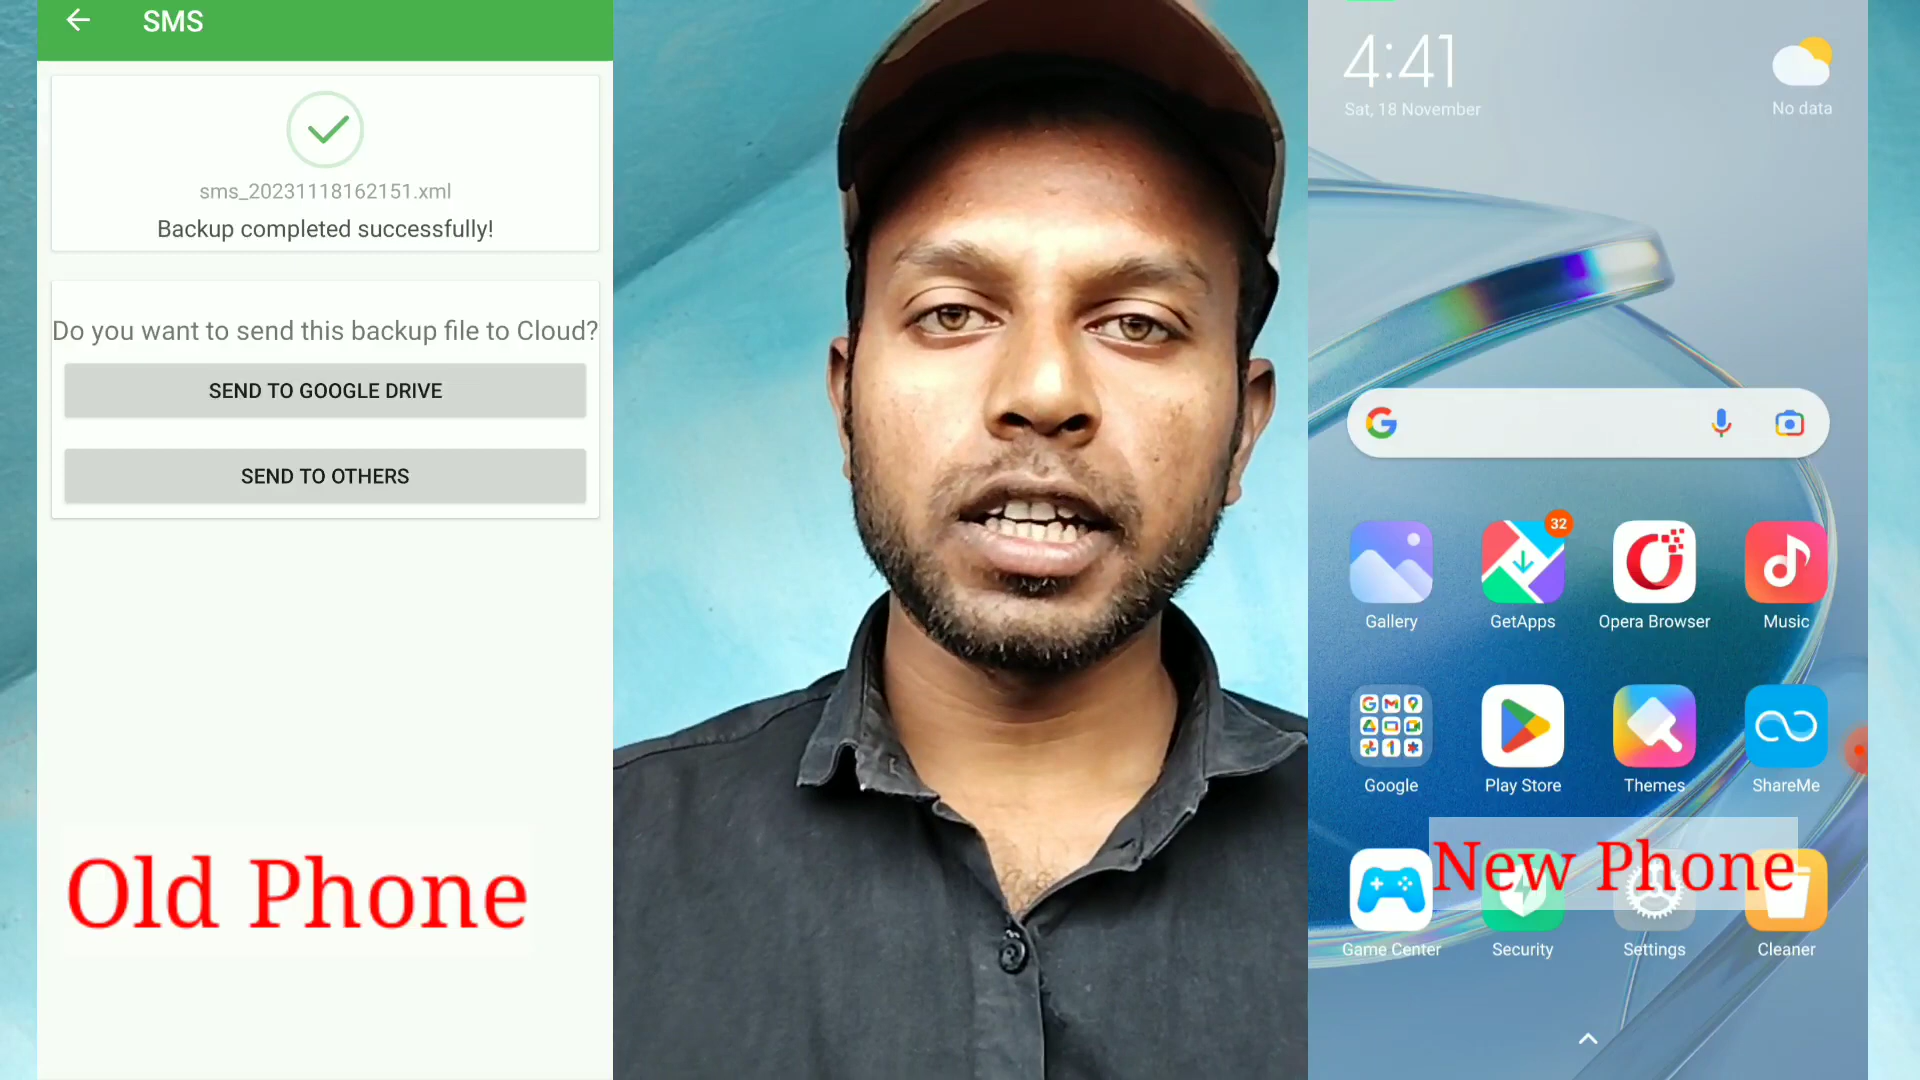 SMS
sms_20231118162151.xml
Backup completed successfully!
Do you want to send this backup file to Cloud?
SEND TO GOOGLE DRIVE
SEND TO OTHERS
Old Phone
4:41
Sat, 18 November
No data
32
Gallery
GetApps
Opera Browser
Music
Google
Play Store
Themes
ShareMe
New Phone
Game Center
Security
Settings
Cleaner